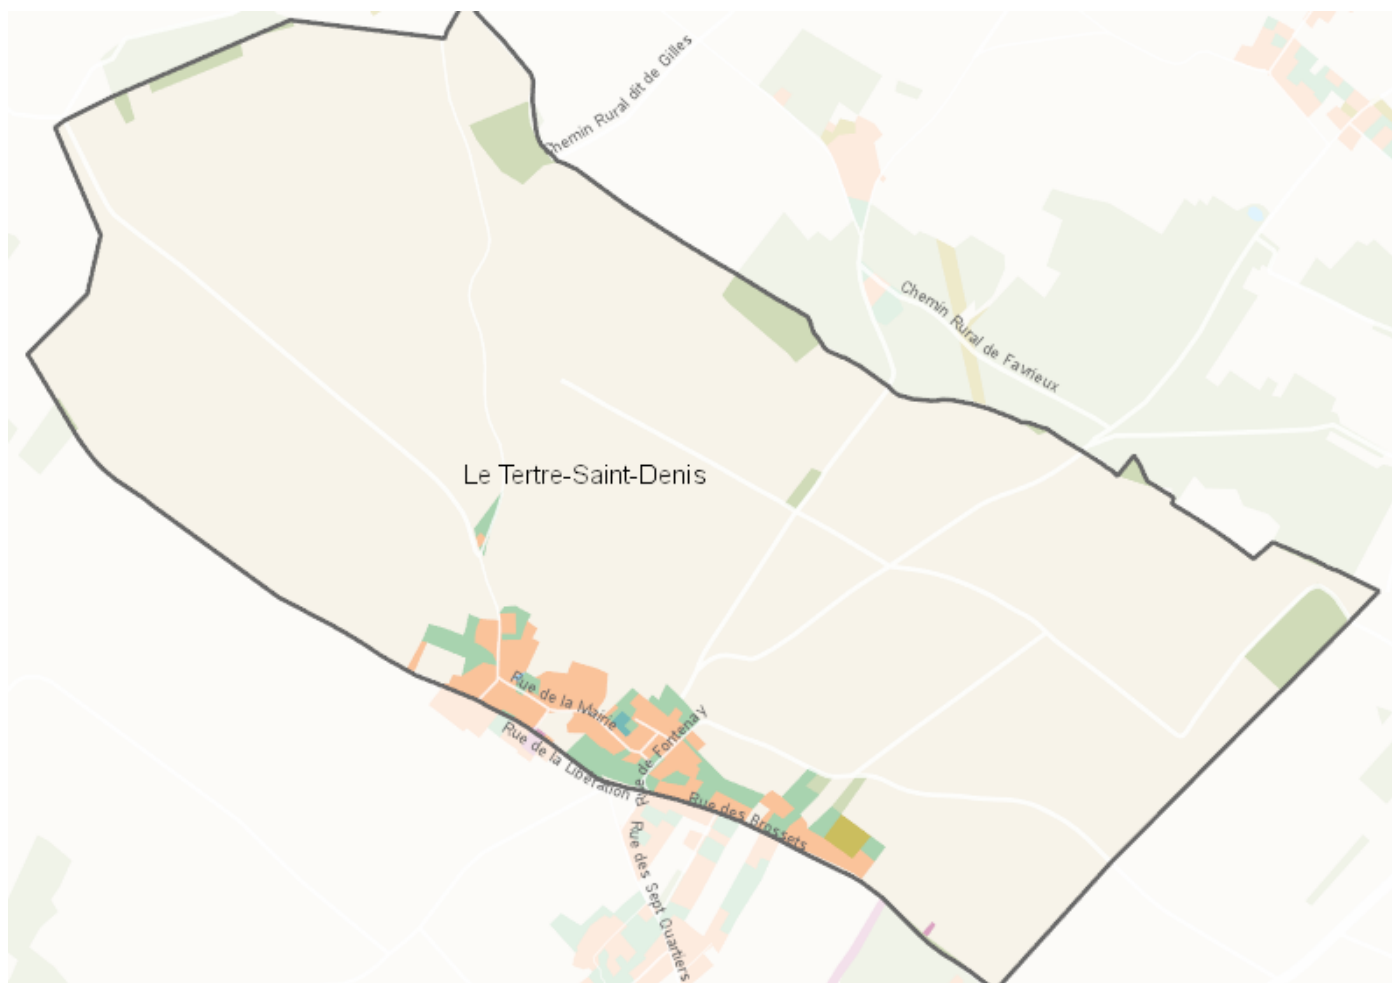 Chemin Rural dit de Gilles
Chemin Rural de Favrieux
Le Tertre-Saint-Denis
Rue de la Mairie
Rue de Fontenay
Rue de la Libération
Rue des Brossets
Rue des Sept Quartiers